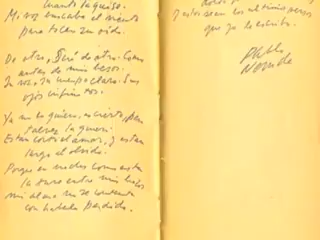 cuanto la quise.
Mi voz buscaba el viento
para tocar su oido.
De otro. Será de otro. Como
antes de mis besos.
Su voz, su cuerpo claro. Sus
ojos infinitos.
Ya no la quiero, es cierto, pero
tal vez la quiero.
Es tan corto el amor, y es tan
largo el olvido.
Porque en noches como esta
la tuve entre mis brazos
mi alma no se contenta
con haberla perdido.
y estos sean los ultimos versos
que yo le escribo.
Pablo
Neruda